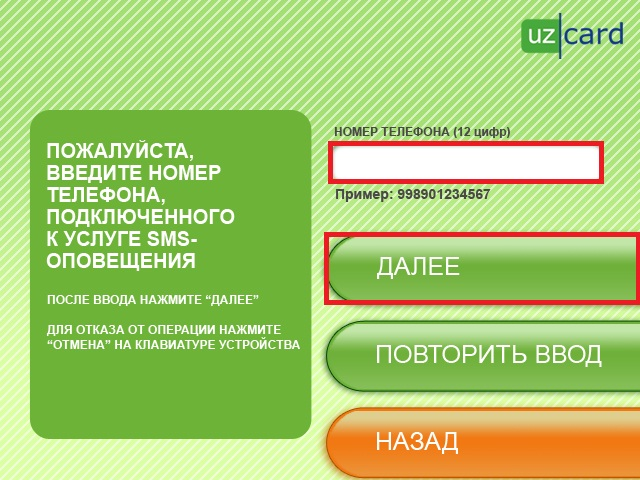 uz card
ПОЖАЛУЙСТА,
ВВЕДИТЕ НОМЕР
ТЕЛЕФОНА,
ПОДКЛЮЧЕННОГО
К УСЛУГЕ SMS-
ОПОВЕЩЕНИЯ
ПОСЛЕ ВВОДА НАЖМИТЕ “ДАЛЕЕ”
ДЛЯ ОТКАЗА ОТ ОПЕРАЦИИ НАЖМИТЕ
“ОТМЕНА” НА КЛАВИАТУРЕ УСТРОЙСТВА
НОМЕР ТЕЛЕФОНА (12 цифр)
Пример: 998901234567
ДАЛЕЕ
ПОВТОРИТЬ ВВОД
НАЗАД